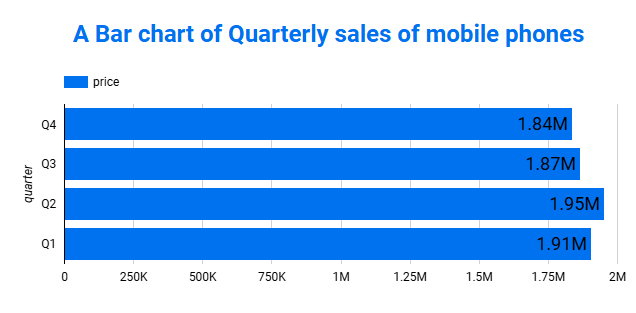 A Bar chart of Quarterly sales of mobile phones
price
quarter
Q4
1.84M
Q3
1.87M
Q2
1.95M
Q1
1.91M
0 250K 500K 750K 1M 1.25M 1.5M 1.75M 2M